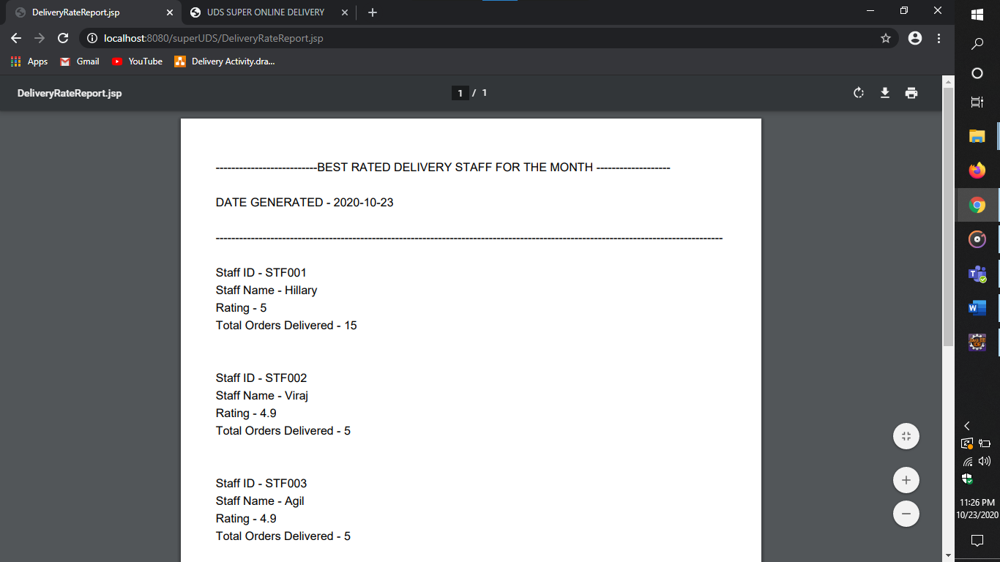 DeliveryRateReport.jsp
UDS SUPER ONLINE DELIVERY
localhost:8080/superUDS/DeliveryRateReport.jsp
Apps
Gmail
YouTube
Delivery Activity.dra...
DeliveryRateReport.jsp
1 / 1
--------------------------BEST RATED DELIVERY STAFF FOR THE MONTH -------------------
DATE GENERATED - 2020-10-23
----------------------------------------------------------------------------------------------------------------------------------
Staff ID - STF001
Staff Name - Hillary
Rating - 5
Total Orders Delivered - 15
Staff ID - STF002
Staff Name - Viraj
Rating - 4.9
Total Orders Delivered - 5
Staff ID - STF003
Staff Name - Agil
Rating - 4.9
Total Orders Delivered - 5
11:26 PM
10/23/2020